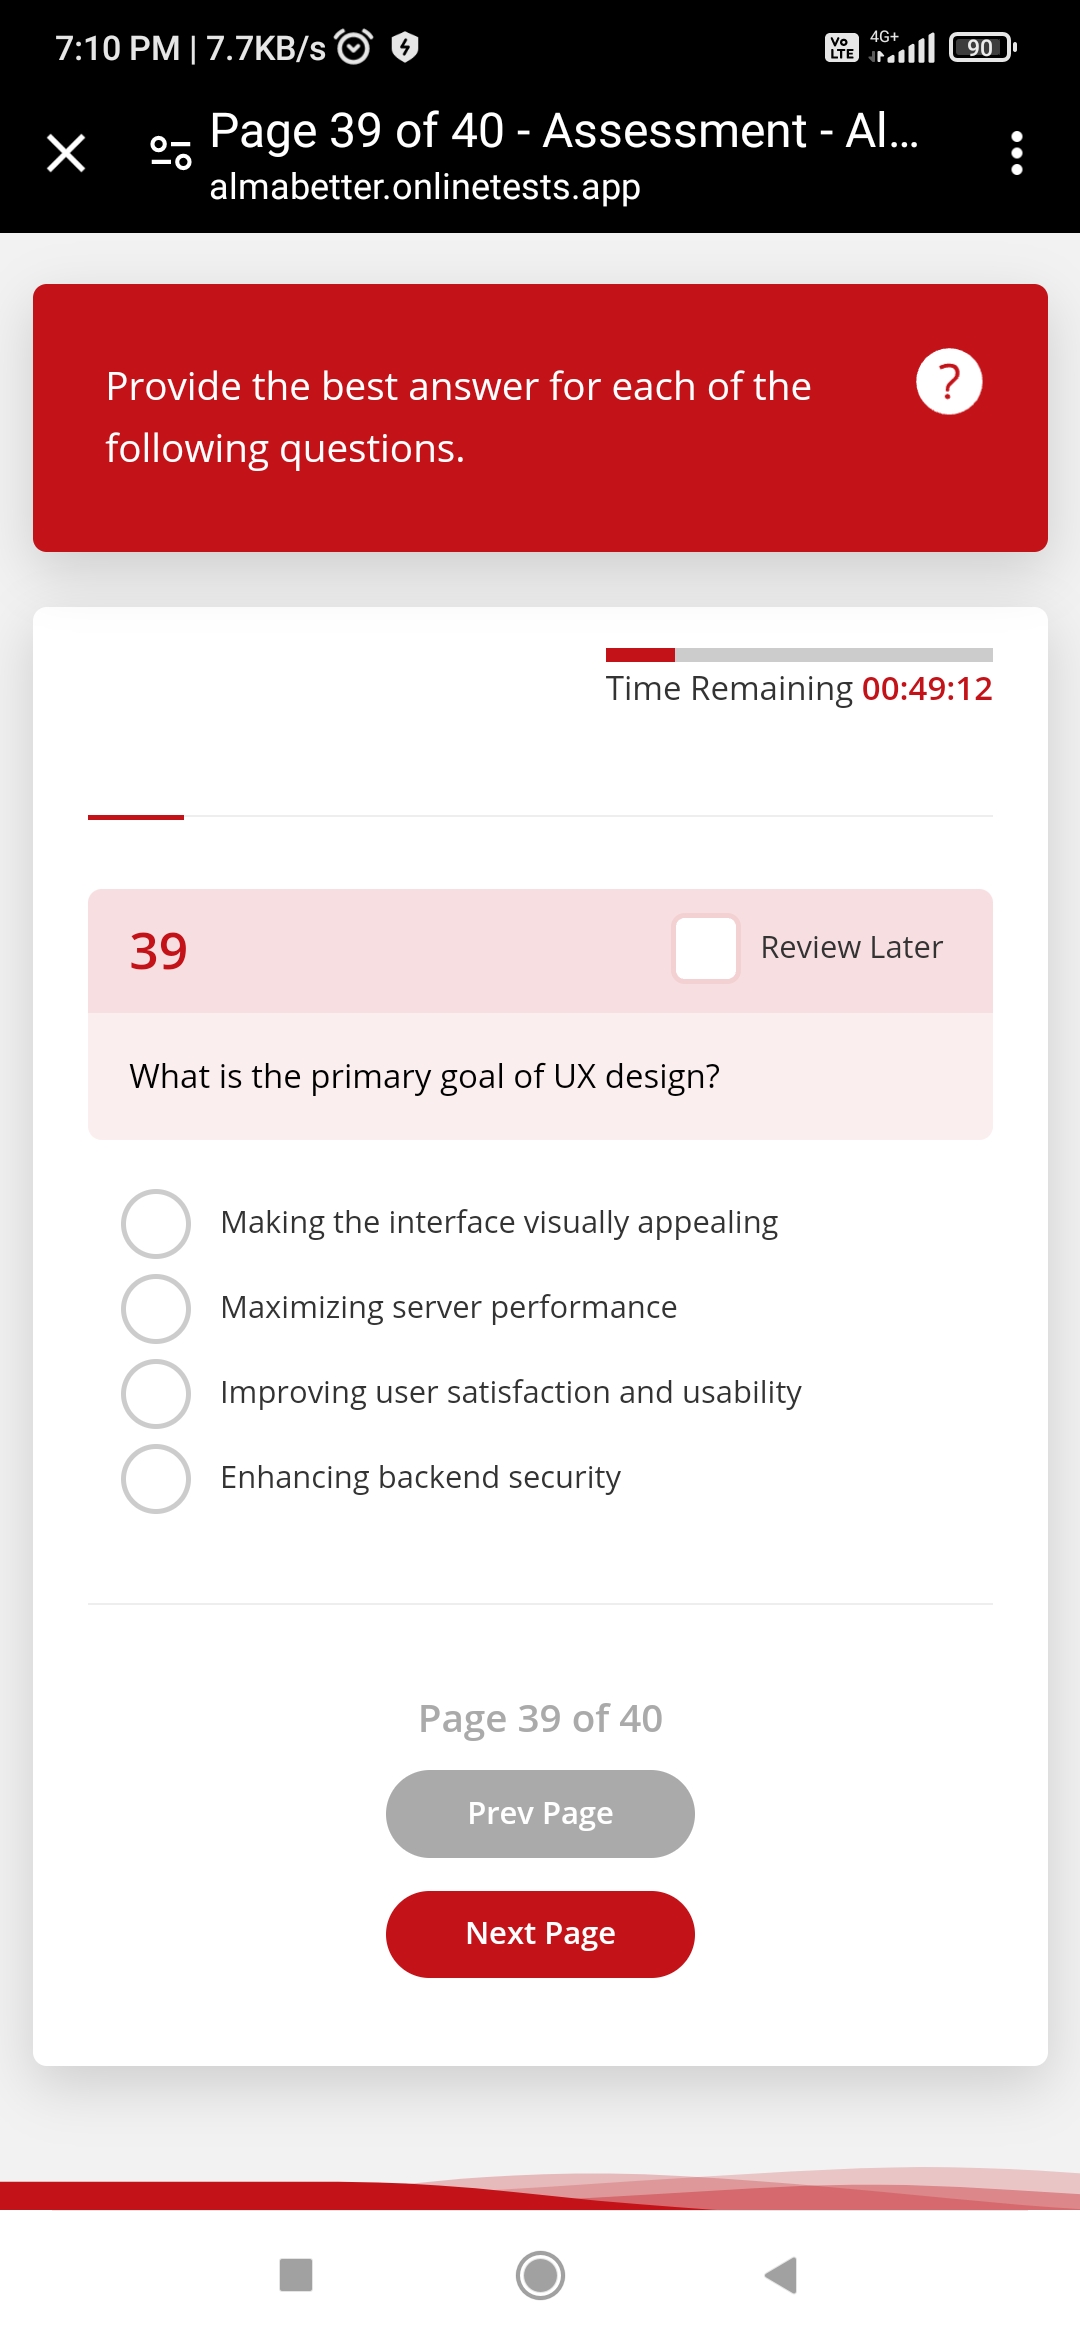 7:10 PM | 7.7KB/s
Vo LTE 4G+ 90
Page 39 of 40 - Assessment - Al...
almabetter.onlinetests.app
Provide the best answer for each of the
following questions.
?
Time Remaining 00:49:12
39
Review Later
What is the primary goal of UX design?
Making the interface visually appealing
Maximizing server performance
Improving user satisfaction and usability
Enhancing backend security
Page 39 of 40
Prev Page
Next Page